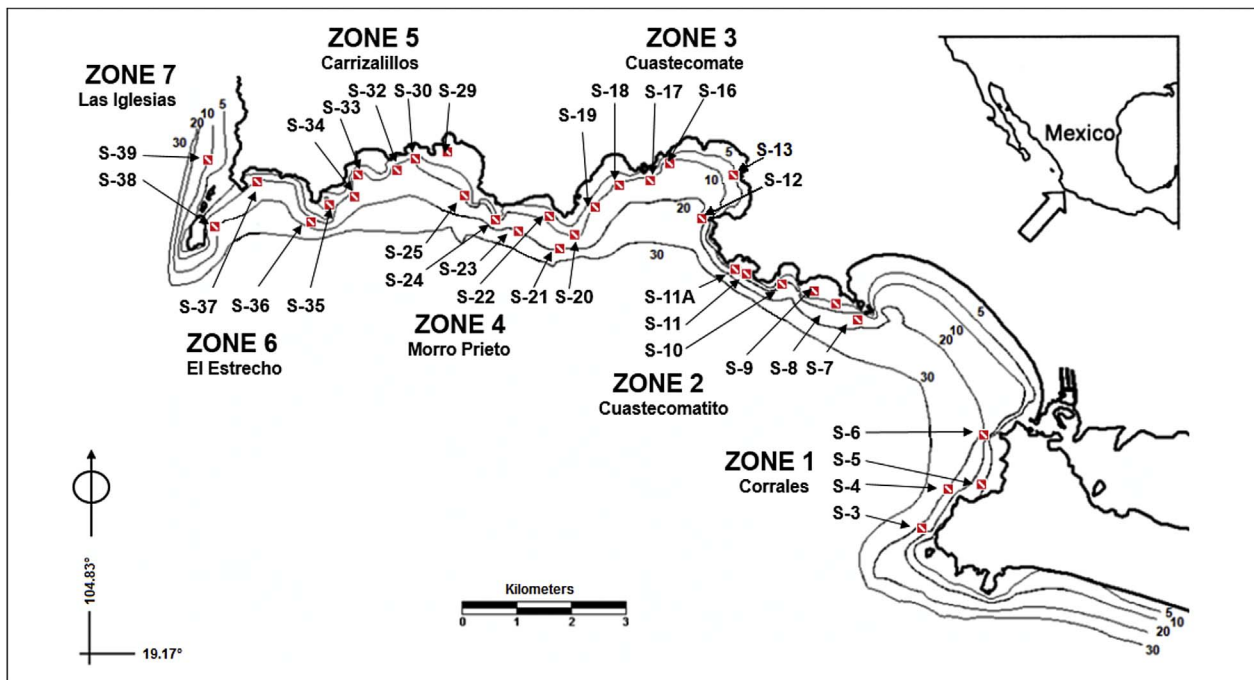 ZONE 7
Las Iglesias
ZONE 5
Carrizalillos
ZONE 3
Cuastecomate
Mexico
S-39
S-38
S-34
S-33
S-32
S-30
S-29
S-19
S-18
S-17
S-16
S-13
S-12
30
20
10
5
5
10
20
30
S-37
S-36
S-35
S-25
S-24
S-23
S-22
S-21
S-20
S-11A
S-11
S-10
S-9
S-8
S-7
ZONE 6
El Estrecho
ZONE 4
Morro Prieto
ZONE 2
Cuastecomatito
5
10
20
30
S-6
S-5
S-4
S-3
ZONE 1
Corrales
Kilometers
0 1 2 3
104.83°
19.17°
5
10
20
30